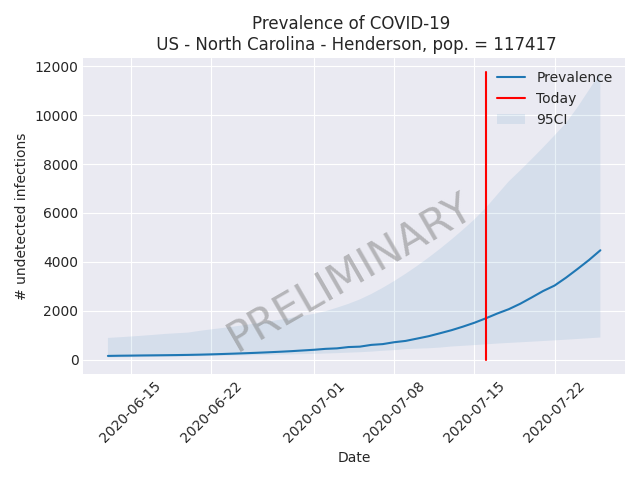 Prevalence of COVID-19
US - North Carolina - Henderson, pop. = 117417
12000
10000
8000
6000
4000
2000
0
# undetected infections
Prevalence
Today
95CI
PRELIMINARY
2020-06-15
2020-06-22
2020-07-01
2020-07-08
2020-07-15
2020-07-22
Date